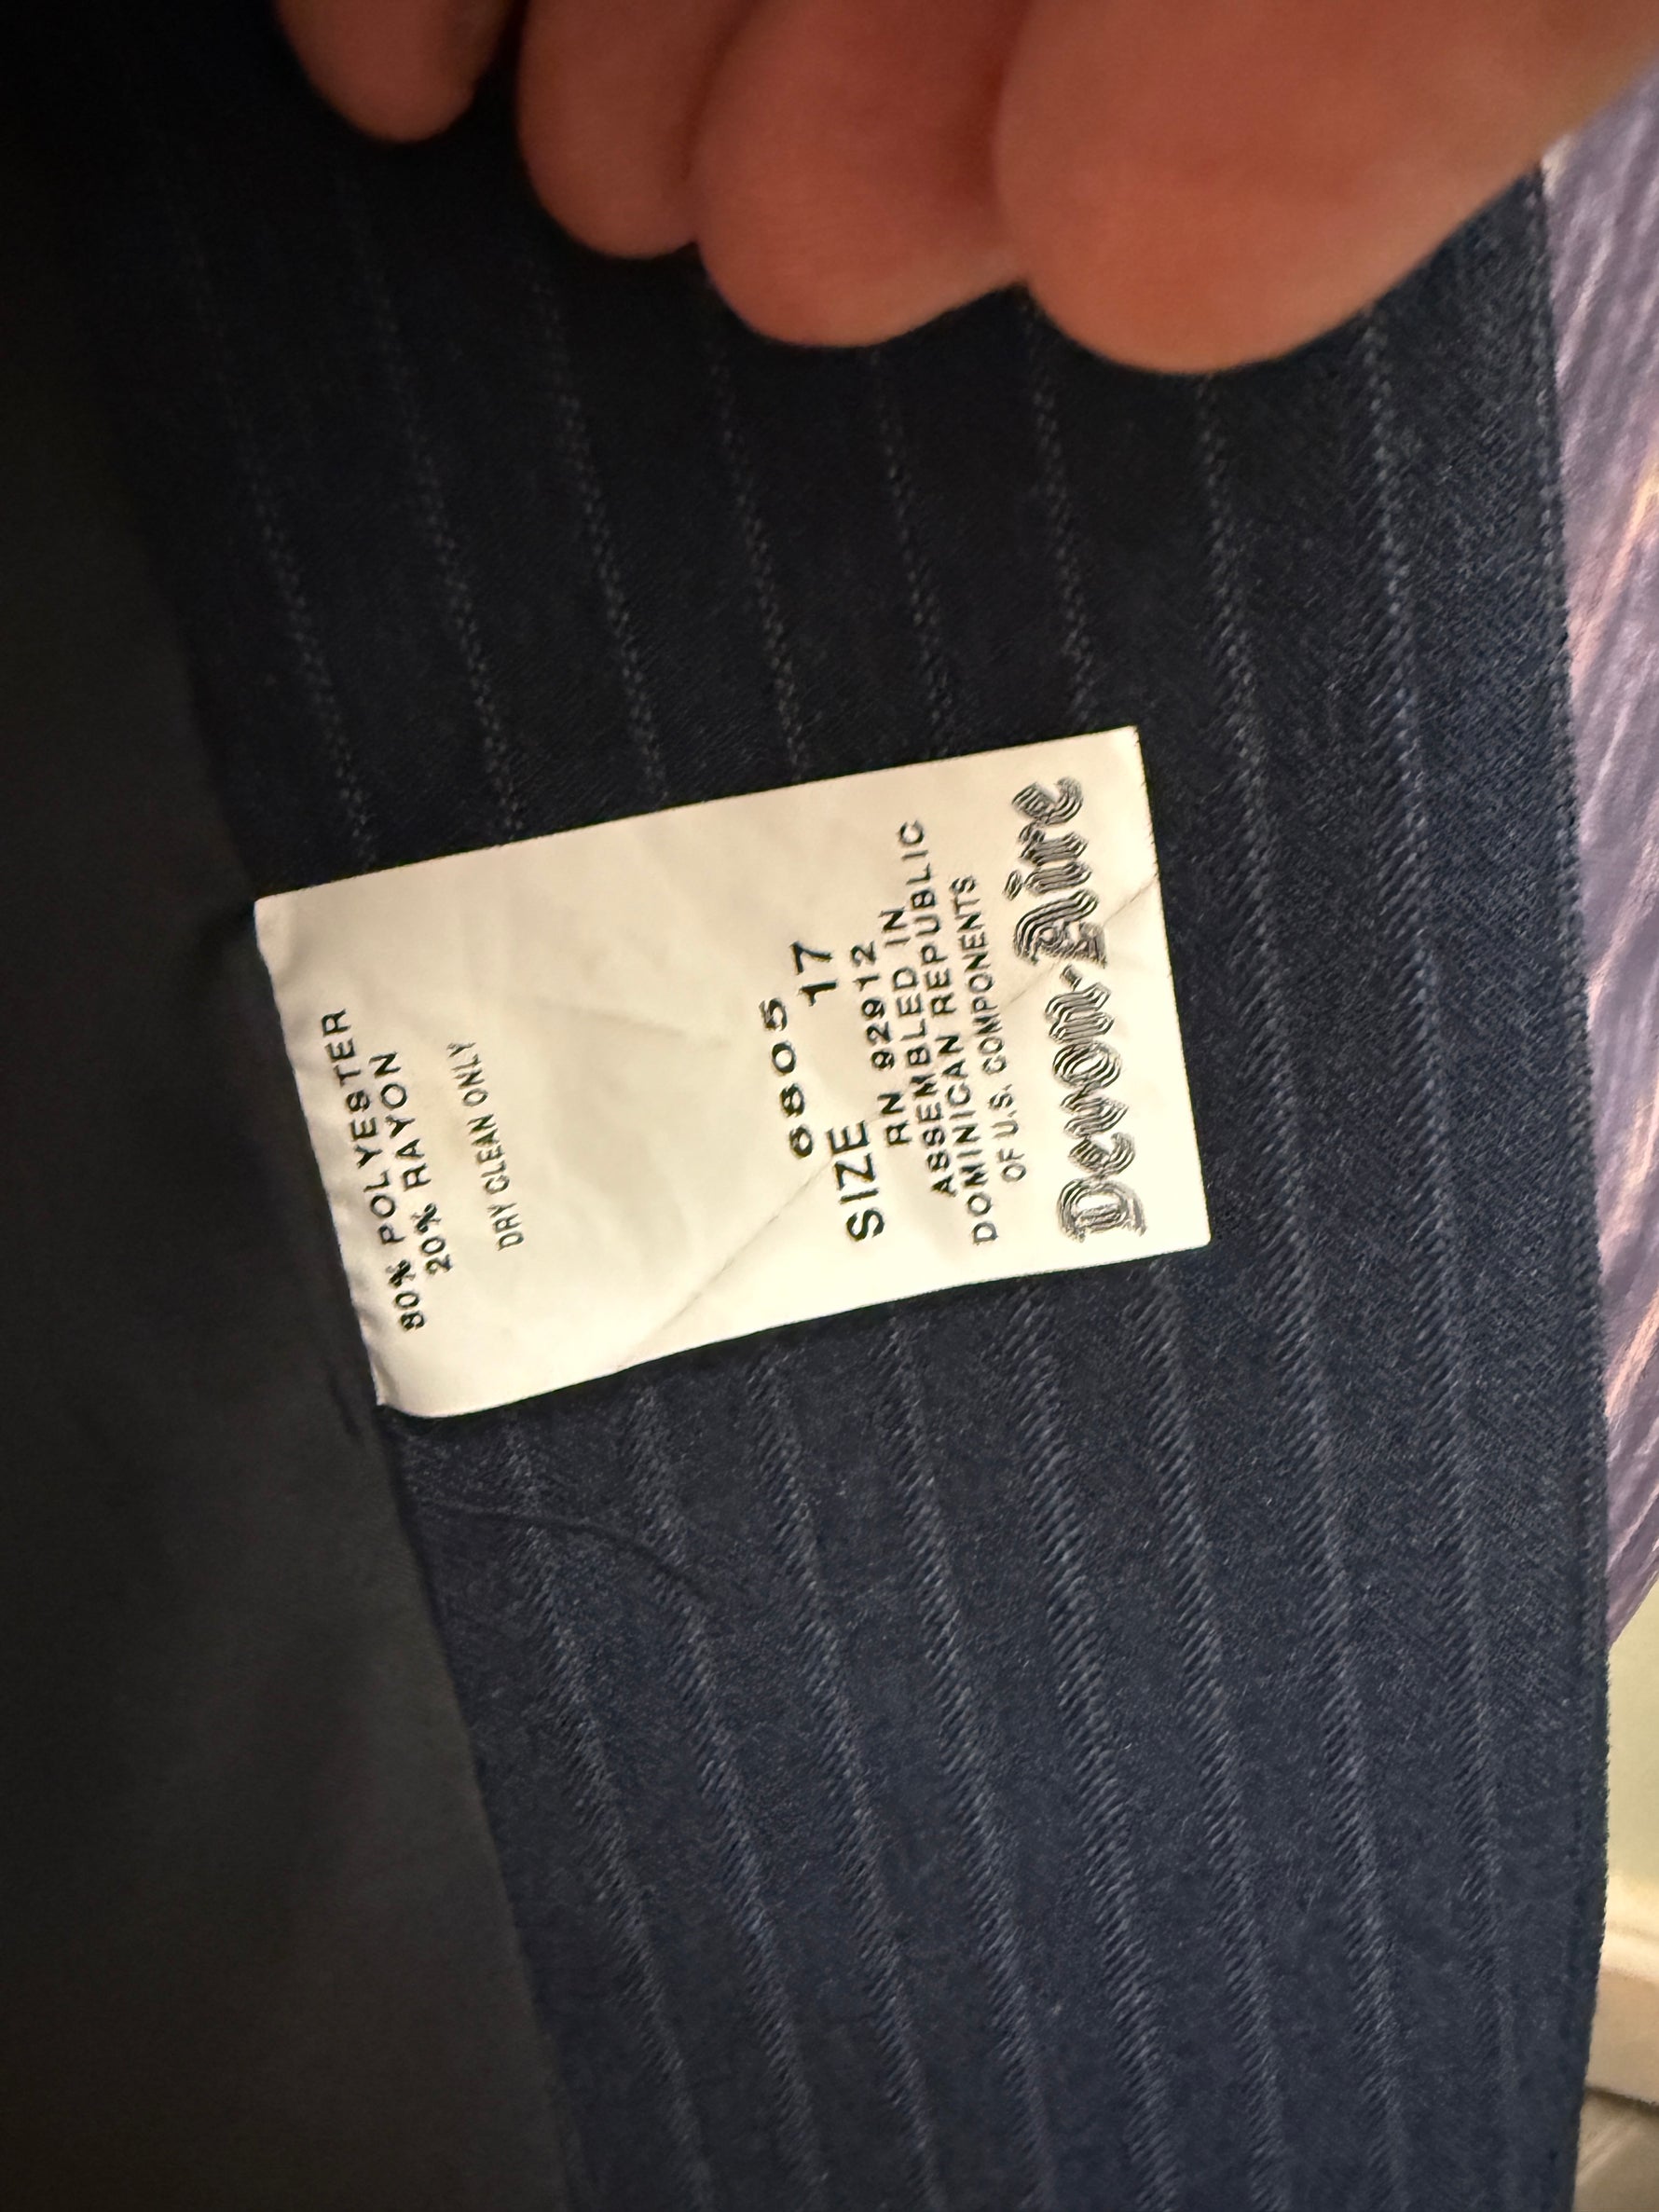 80% POLYESTER
20% RAYON
DRY CLEAN ONLY
6805
SIZE 17
RN 92912
ASSEMBLED IN
DOMINICAN REPUBLIC
OF U.S. COMPONENTS
Devon-Aire